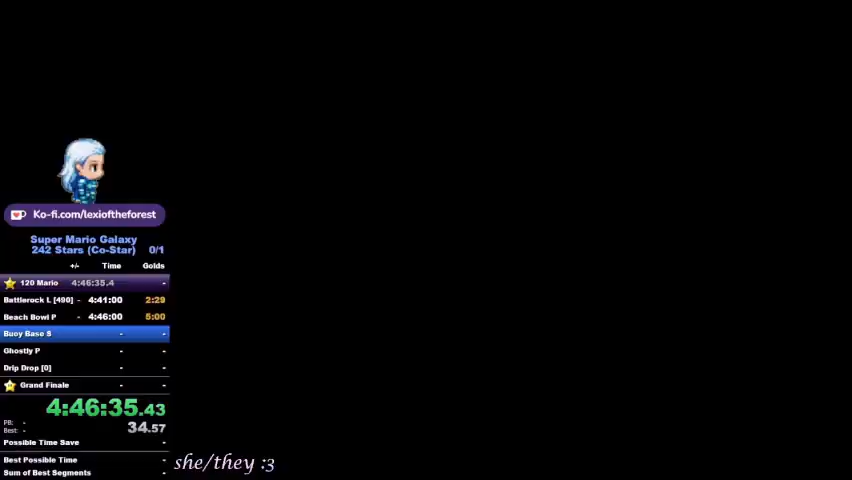 Ko-fi.com/lexioftheforest
Super Mario Galaxy
242 Stars (Co-Star) 0/1
+/- Time Golds
120 Mario 4:46:35.4 -
Battlerock L [490] - 4:41:00 2:29
Beach Bowl P - 4:46:00 5:00
Buoy Base S - -
Ghostly P - -
Drip Drop [0] - -
Grand Finale - -
4:46:35.43
PB: -
Best: - 34.57
Possible Time Save -
Best Possible Time -
Sum of Best Segments -
she/they :3